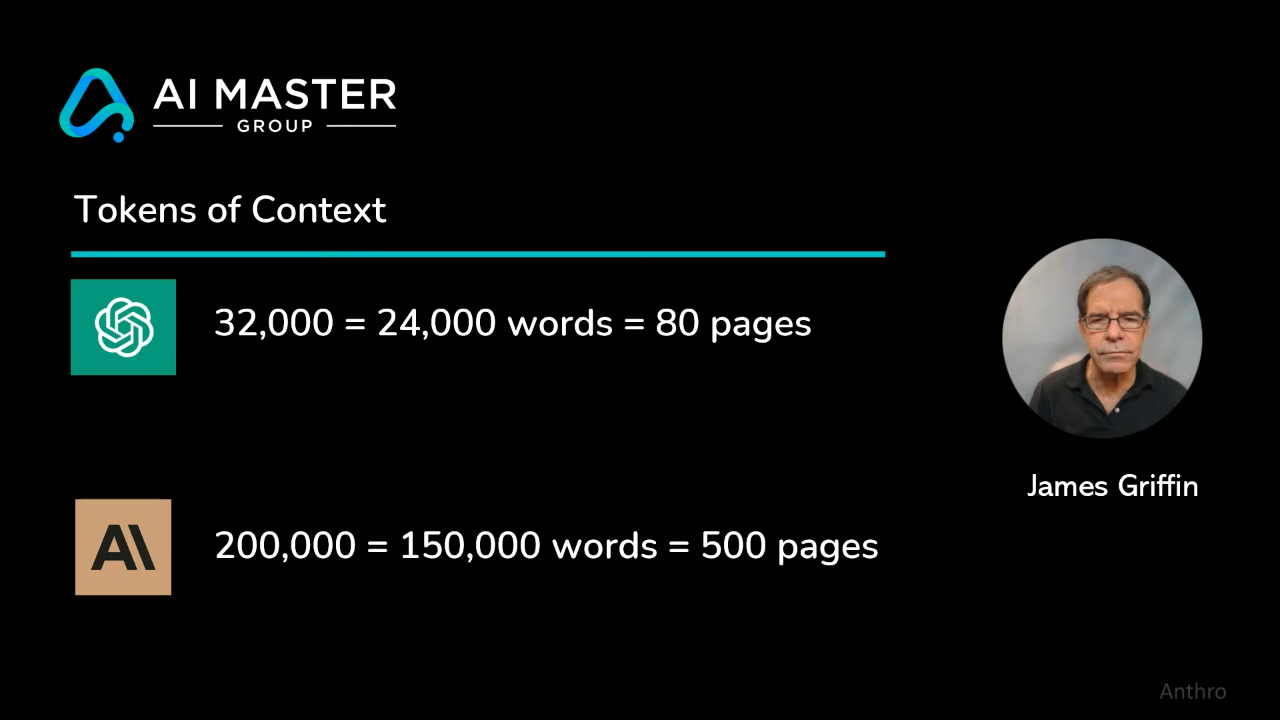 AI MASTER
GROUP
Tokens of Context
32,000 = 24,000 words = 80 pages
AI
200,000 = 150,000 words = 500 pages
James Griffin
Anthro